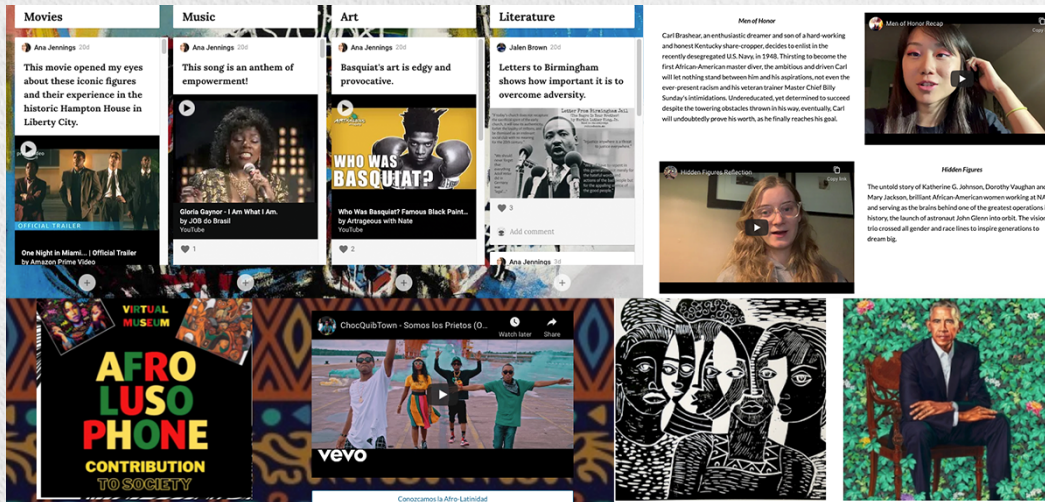 Movies
Ana Jennings 20d
This movie opened my eyes
about these iconic figures
and their experience in the
historic Hampton House in
Liberty City.
OFFICIAL TRAILER
One Night in Miami... | Official Trailer
by Amazon Prime Video
Music
Ana Jennings 20d
This song is an anthem of
empowerment!
Gloria Gaynor - I Am What I Am.
by JOB do Brasil
YouTube
1
Art
Ana Jennings 20d
Basquiat's art is edgy and
provocative.
WHO WAS
BASQUIAT?
Who Was Basquiat? Famous Black Paint...
by Artrageous with Nate
YouTube
2
Literature
Jalen Brown 20d
Letters to Birmingham
shows how important it is to
overcome adversity.
Letter From Birmingham Jail
3
Add comment
Ana Jennings 3d
Men of Honor
Carl Brashear, an enthusiastic dreamer and son of a hard-working
and honest Kentucky share-cropper, decides to enlist in the
recently desegregated U.S. Navy, in 1948. Thirsting to become the
first African-American master diver, the ambitious and driven Carl
will let nothing stand between him and his aspirations, not even the
ever-present racism and his veteran trainer Master Chief Billy
Sunday's intimidations. Undereducated, yet determined to succeed
despite the towering obstacles thrown in his way, eventually, Carl
will undoubtedly prove his worth, as he finally reaches his goal.
Men of Honor Recap
Copy
Hidden Figures Reflection
Copy link
Hidden Figures
The untold story of Katherine G. Johnson, Dorothy Vaughan and
Mary Jackson, brilliant African-American women working at NA
and serving as the brains behind one of the greatest operations i
history, the launch of astronaut John Glenn into orbit. The vision
trio crossed all gender and race lines to inspire generations to
dream big.
VIRTUAL
MUSEUM
AFRO
LUSO
PHONE
CONTRIBUTION
TO SOCIETY
ChocQuibTown - Somos los Prietos (O...
Watch later
Share
vevo
Conozcamos la Afro-Latinidad